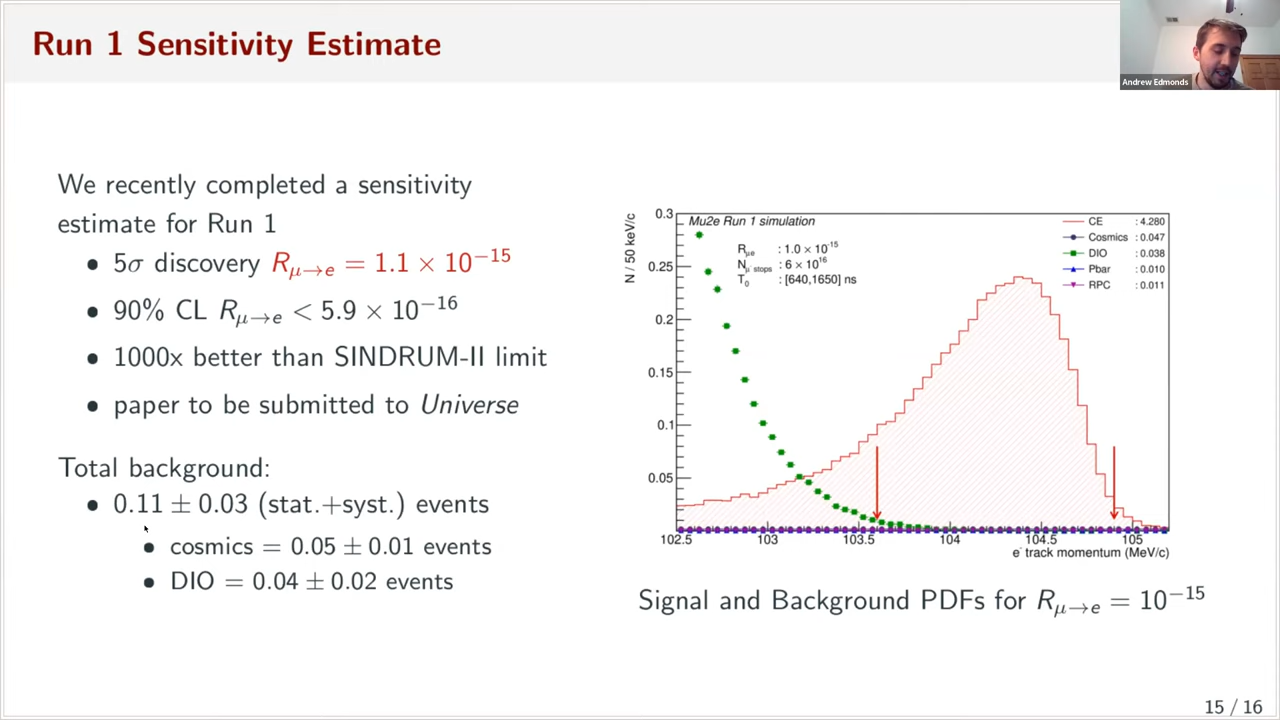 Run 1 Sensitivity Estimate
Andrew Edmonds
We recently completed a sensitivity
estimate for Run 1
• 5σ discovery R_{μ→e} = 1.1 × 10^{−15}
• 90% CL R_{μ→e} < 5.9 × 10^{−16}
• 1000x better than SINDRUM-II limit
• paper to be submitted to Universe
Total background:
• 0.11 ± 0.03 (stat.+syst.) events
• cosmics = 0.05 ± 0.01 events
• DIO = 0.04 ± 0.02 events
N / 50 keV/c
0.3
0.25
0.2
0.15
0.1
0.05
Mu2e Run 1 simulation
R_{μe} : 1.0 × 10^{-15}
N_{μ^- stops} : 6 × 10^{16}
T_0 : [640,1650] ns
CE : 4.280
Cosmics : 0.047
DIO : 0.038
Pbar : 0.010
RPC : 0.011
102.5 103 103.5 104 104.5 105
e^- track momentum (MeV/c)
Signal and Background PDFs for R_{μ→e} = 10^{−15}
15 / 16